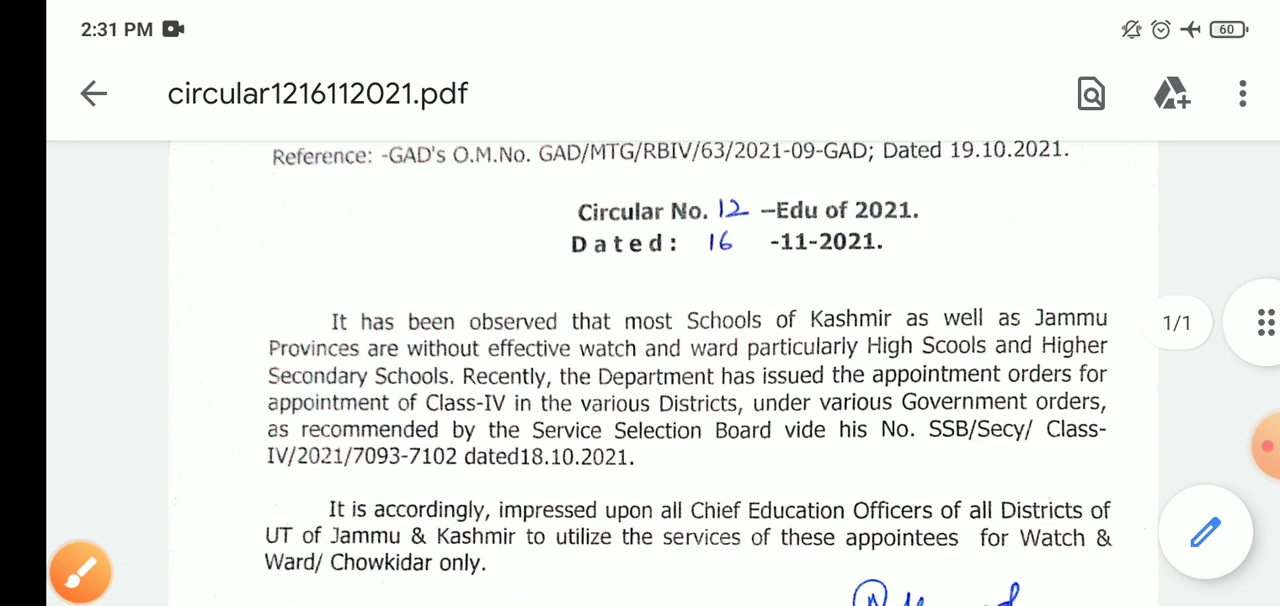 2:31 PM
60
circular1216112021.pdf
Reference: -GAD's O.M.No. GAD/MTG/RBIV/63/2021-09-GAD; Dated 19.10.2021.
Circular No. 12 –Edu of 2021.
Dated: 16 -11-2021.
It has been observed that most Schools of Kashmir as well as Jammu
Provinces are without effective watch and ward particularly High Scools and Higher
Secondary Schools. Recently, the Department has issued the appointment orders for
appointment of Class-IV in the various Districts, under various Government orders,
as recommended by the Service Selection Board vide his No. SSB/Secy/ Class-
IV/2021/7093-7102 dated18.10.2021.
1/1
It is accordingly, impressed upon all Chief Education Officers of all Districts of
UT of Jammu & Kashmir to utilize the services of these appointees for Watch &
Ward/ Chowkidar only.